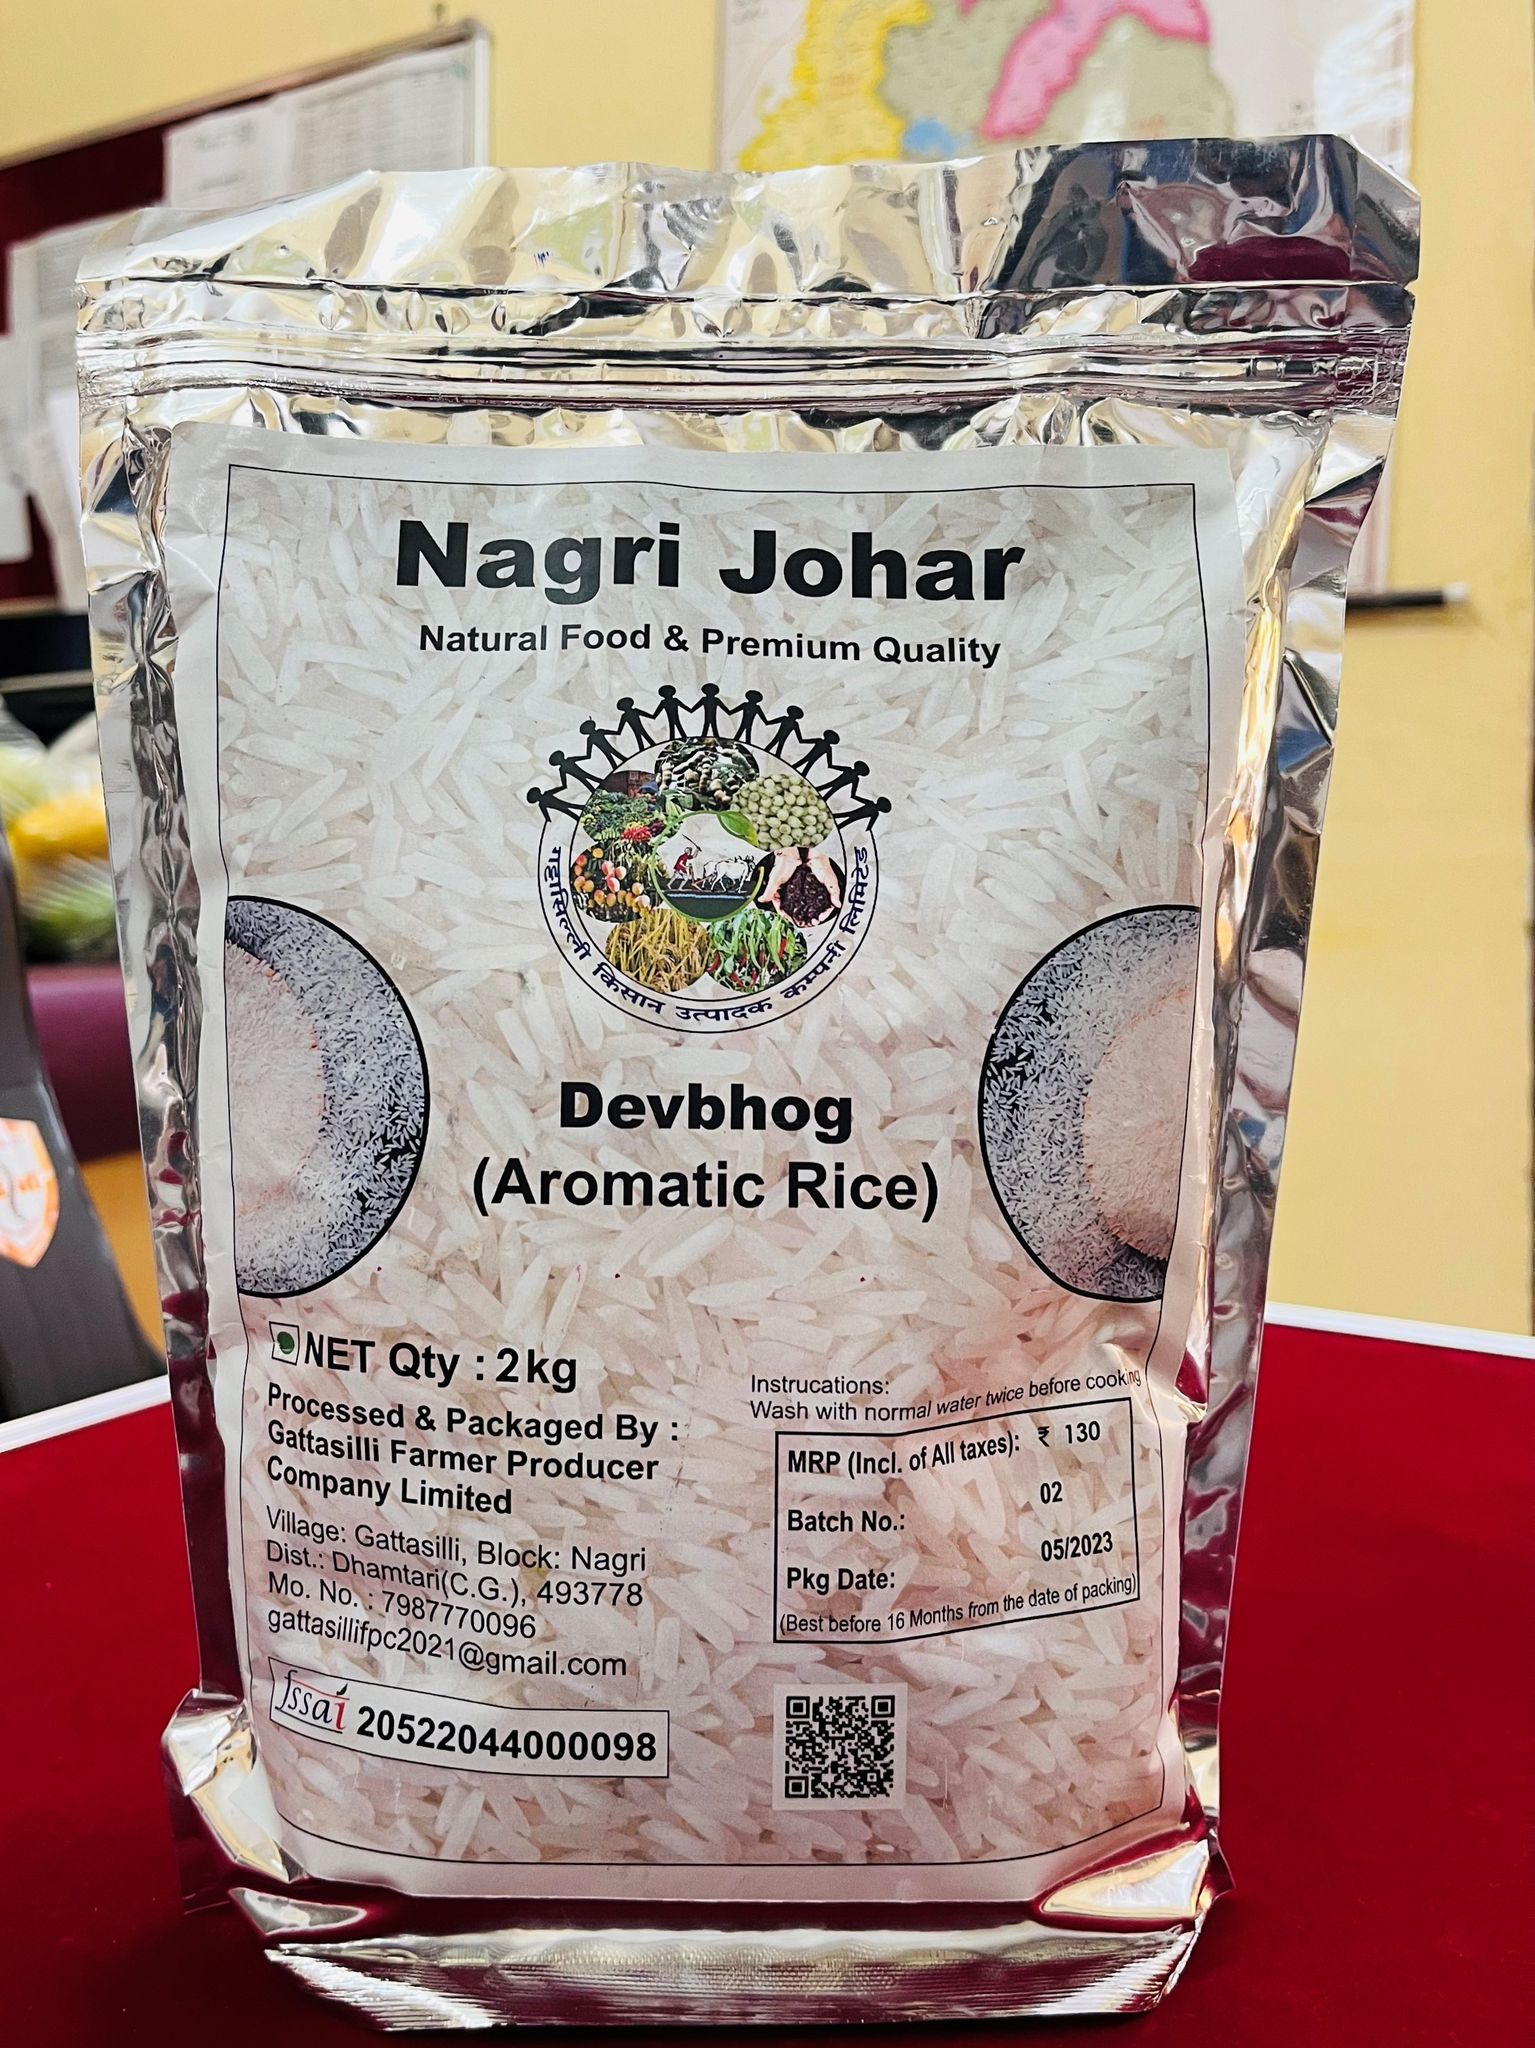 Nagri Johar
Natural Food & Premium Quality
गट्टासिल्ली किसान उत्पादक कम्पनी लिमिटेड
Devbhog
(Aromatic Rice)
NET Qty : 2kg
Processed & Packaged By :
Gattasilli Farmer Producer
Company Limited
Village: Gattasilli, Block: Nagri
Dist.: Dhamtari(C.G.), 493778
Mo. No. : 7987770096
gattasillifpc2021@gmail.com
fssai 20522044000098
Instrucations:
Wash with normal water twice before cooking
MRP (Incl. of All taxes): ₹ 130
Batch No.: 02
Pkg Date: 05/2023
(Best before 16 Months from the date of packing)